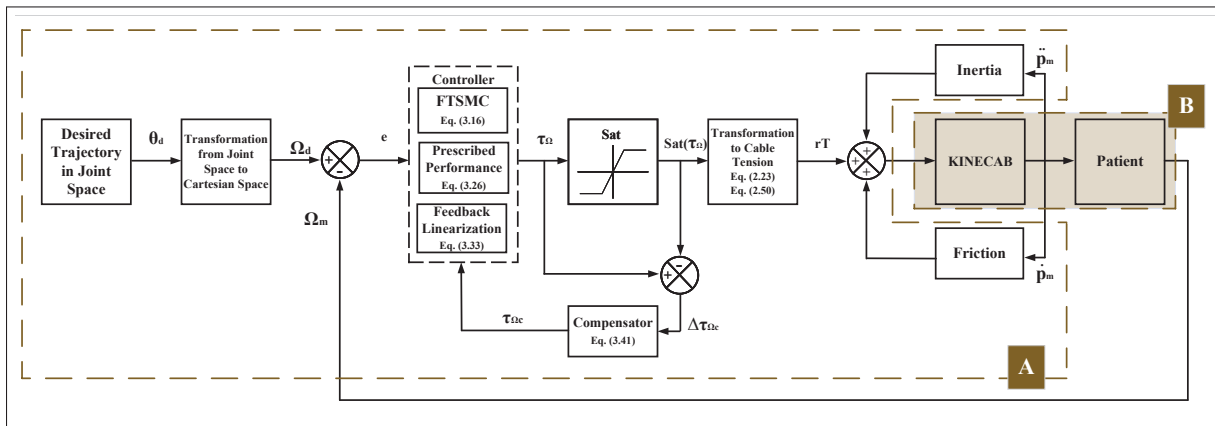 Desired
Trajectory
in Joint
Space
θd
Transformation
from Joint
Space to
Cartesian Space
Ωd
+
-
Ωm
e
Controller
FTSMC
Eq. (3.16)
Prescribed
Performance
Eq. (3.26)
Feedback
Linearization
Eq. (3.33)
τΩ
Sat
Sat(τΩ)
-
+
ΔτΩc
Compensator
Eq. (3.41)
τΩc
Transformation
to Cable
Tension
Eq. (2.23)
Eq. (2.50)
rT
+
+
+
Inertia
p̈m
KINECAB
Patient
Friction
ṗm
B
A